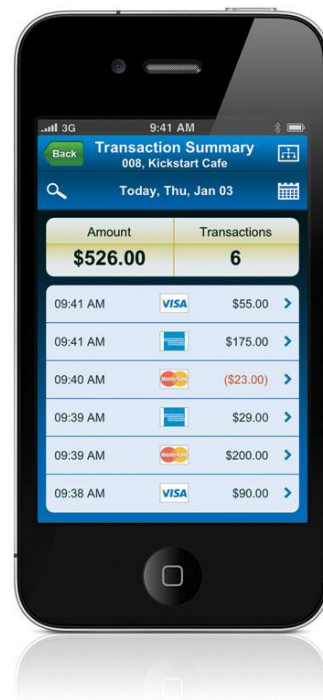 3G 9:41 AM
Back Transaction Summary
008, Kickstart Cafe
Today, Thu, Jan 03
Amount Transactions
$526.00 6
09:41 AM VISA $55.00
09:41 AM $175.00
09:40 AM MasterCard ($23.00)
09:39 AM $29.00
09:39 AM MasterCard $200.00
09:38 AM VISA $90.00